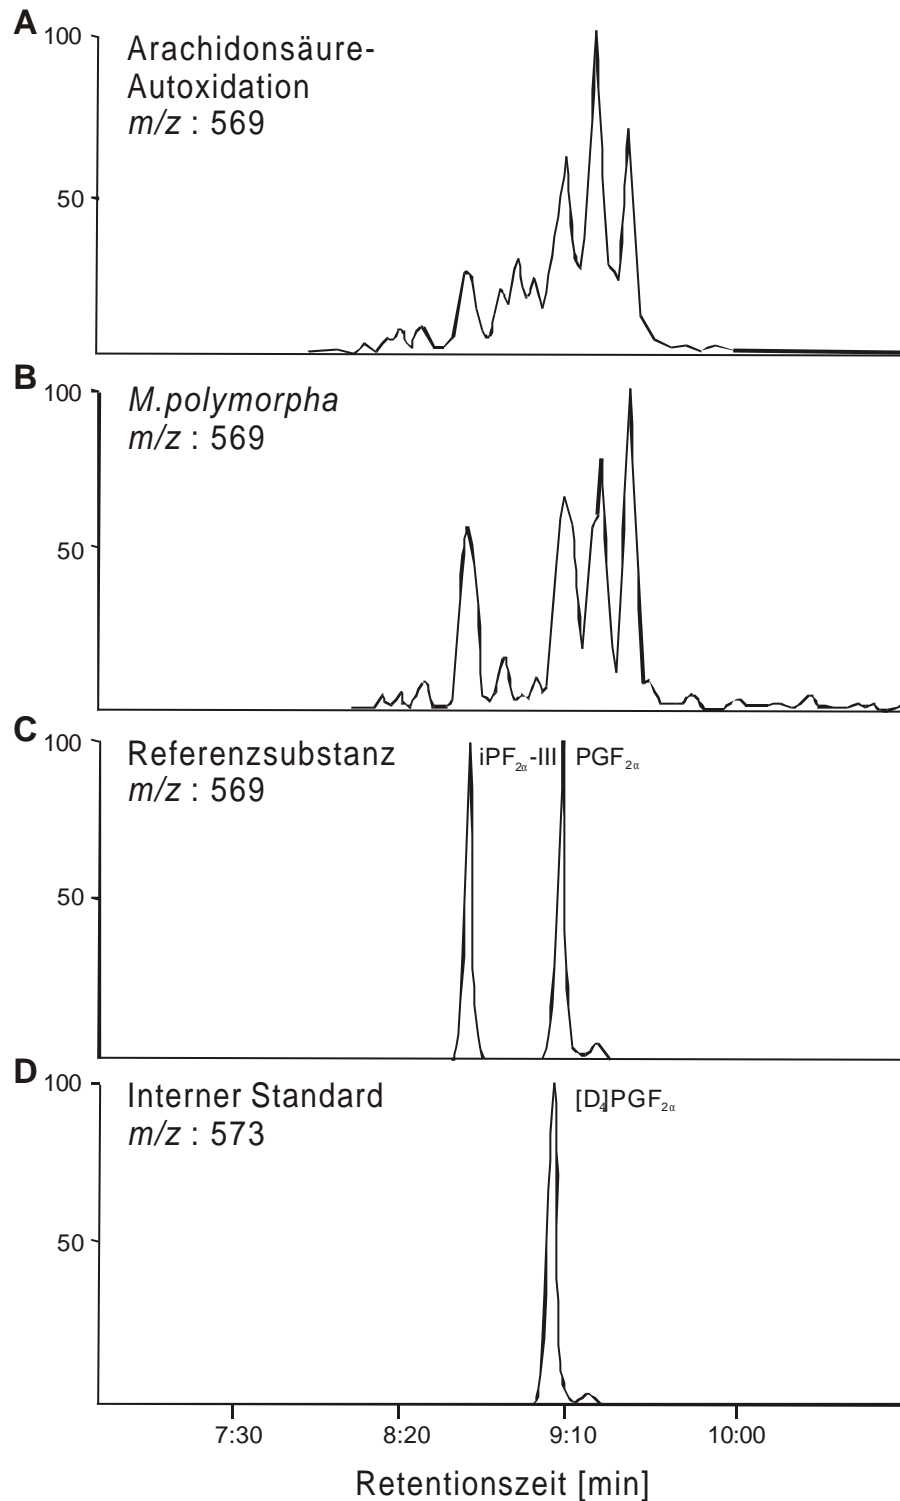 A
100
Arachidonsäure-
Autoxidation
m/z : 569
50
B
100
M.polymorpha
m/z : 569
50
C
100
Referenzsubstanz
iPF2α-III
PGF2α
m/z : 569
50
D
100
Interner Standard
[D4]PGF2α
m/z : 573
50
7:30 8:20 9:10 10:00
Retentionszeit [min]